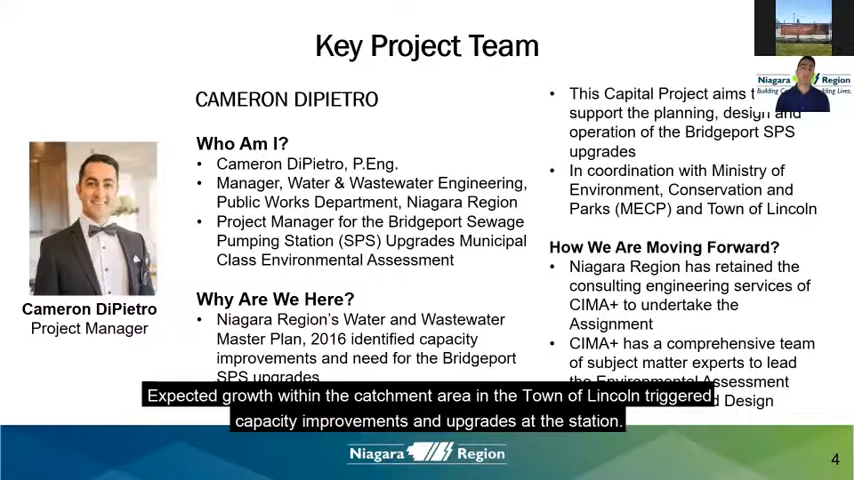 Key Project Team
Niagara Region
CAMERON DIPIETRO
Who Am I?
• Cameron DiPietro, P.Eng.
• Manager, Water & Wastewater Engineering,
Public Works Department, Niagara Region
• Project Manager for the Bridgeport Sewage
Pumping Station (SPS) Upgrades Municipal
Class Environmental Assessment
Why Are We Here?
• Niagara Region's Water and Wastewater
Master Plan, 2016 identified capacity
improvements and need for the Bridgeport
SPS upgrades
Cameron DiPietro
Project Manager
• This Capital Project aims
support the planning, design and
operation of the Bridgeport SPS
upgrades
• In coordination with Ministry of
Environment, Conservation and
Parks (MECP) and Town of Lincoln
How We Are Moving Forward?
• Niagara Region has retained the
consulting engineering services of
CIMA+ to undertake the
Assignment
• CIMA+ has a comprehensive team
of subject matter experts to lead
the Environmental Assessment
Design
Expected growth within the catchment area in the Town of Lincoln triggered
capacity improvements and upgrades at the station.
Niagara Region
4